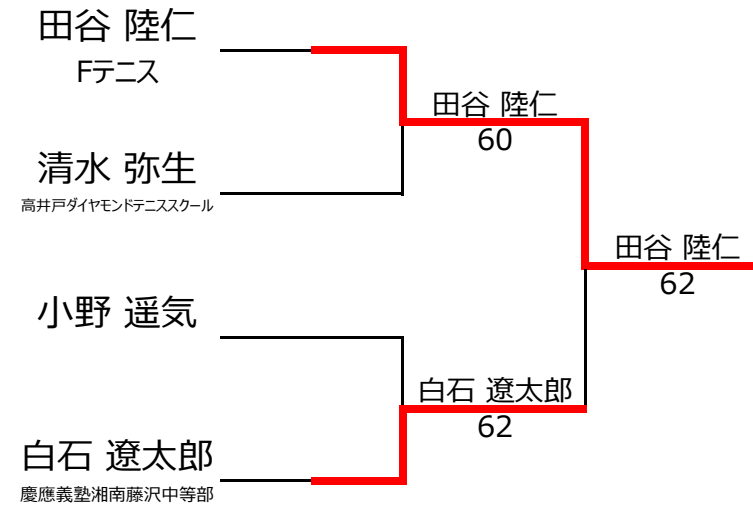 田谷 陸仁
Fテニス
田谷 陸仁
60
清水 弥生
高井戸ダイヤモンドテニススクール
田谷 陸仁
62
小野 遥気
白石 遼太郎
62
白石 遼太郎
慶應義塾湘南藤沢中等部